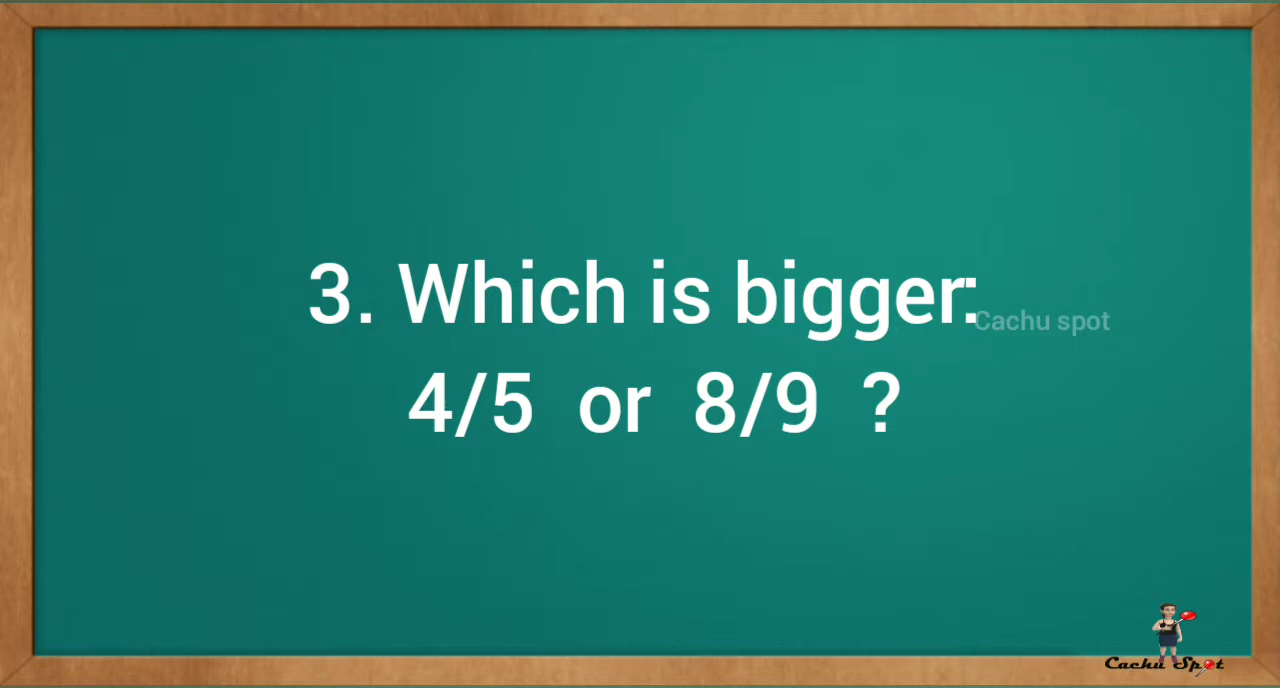 3. Which is bigger:
Cachu spot
4/5 or 8/9 ?
Cachu Spot